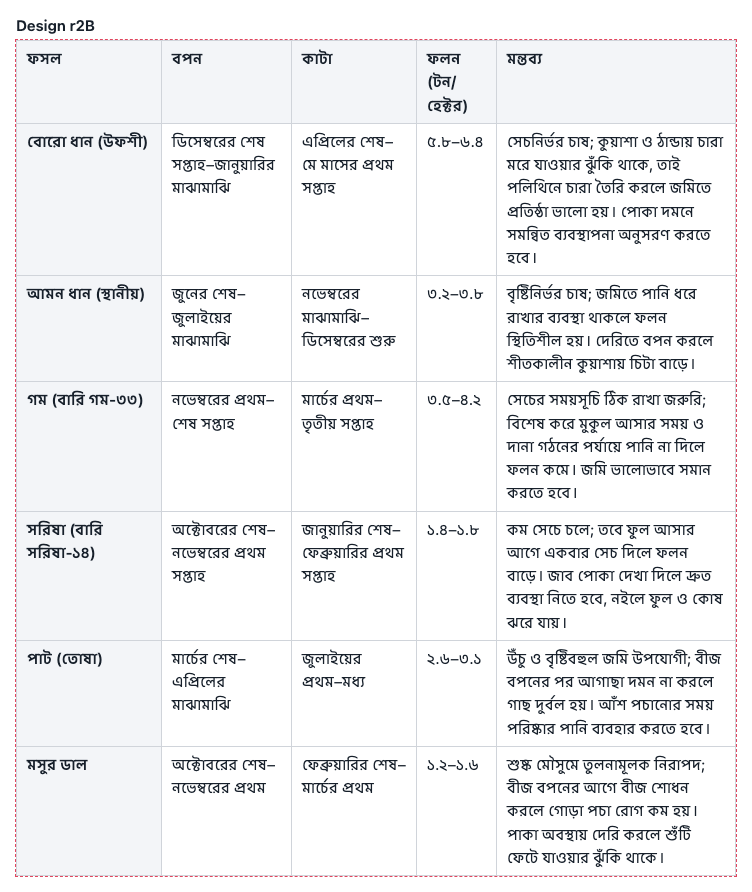 Design r2B
ফসল
বপন
কাটা
ফলন
(টন/
হেক্টর)
মন্তব্য
বোরো ধান (উফশী)
ডিসেম্বরের শেষ
সপ্তাহ–জানুয়ারির
মাঝামাঝি
এপ্রিলের শেষ–
মে মাসের প্রথম
সপ্তাহ
৫.৮–৬.৪
সেচনির্ভর চাষ; কুয়াশা ও ঠান্ডায় চারা
মরে যাওয়ার ঝুঁকি থাকে, তাই
পলিথিনে চারা তৈরি করলে জমিতে
প্রতিষ্ঠা ভালো হয়। পোকা দমনে
সমন্বিত ব্যবস্থাপনা অনুসরণ করতে
হবে।
আমন ধান (স্থানীয়)
জুনের শেষ–
জুলাইয়ের
মাঝামাঝি
নভেম্বরের
মাঝামাঝি–
ডিসেম্বরের শুরু
৩.২–৩.৮
বৃষ্টিনির্ভর চাষ; জমিতে পানি ধরে
রাখার ব্যবস্থা থাকলে ফলন
স্থিতিশীল হয়। দেরিতে বপন করলে
শীতকালীন কুয়াশায় চিটা বাড়ে।
গম (বারি গম-৩৩)
নভেম্বরের প্রথম–
শেষ সপ্তাহ
মার্চের প্রথম–
তৃতীয় সপ্তাহ
৩.৫–৪.২
সেচের সময়সূচি ঠিক রাখা জরুরি;
বিশেষ করে মুকুল আসার সময় ও
দানা গঠনের পর্যায়ে পানি না দিলে
ফলন কমে। জমি ভালোভাবে সমান
করতে হবে।
সরিষা (বারি
সরিষা-১৪)
অক্টোবরের শেষ–
নভেম্বরের প্রথম
সপ্তাহ
জানুয়ারির শেষ–
ফেব্রুয়ারির প্রথম
সপ্তাহ
১.৪–১.৮
কম সেচে চলে; তবে ফুল আসার
আগে একবার সেচ দিলে ফলন
বাড়ে। জাব পোকা দেখা দিলে দ্রুত
ব্যবস্থা নিতে হবে, নইলে ফুল ও কোষ
ঝরে যায়।
পাট (তোষা)
মার্চের শেষ–
এপ্রিলের
মাঝামাঝি
জুলাইয়ের
প্রথম–মধ্য
২.৬–৩.১
উঁচু ও বৃষ্টিবহুল জমি উপযোগী; বীজ
বপনের পর আগাছা দমন না করলে
গাছ দুর্বল হয়। আঁশ পচানোর সময়
পরিষ্কার পানি ব্যবহার করতে হবে।
মসুর ডাল
অক্টোবরের শেষ–
নভেম্বরের প্রথম
ফেব্রুয়ারির শেষ–
মার্চের প্রথম
১.২–১.৬
শুষ্ক মৌসুমে তুলনামূলক নিরাপদ;
বীজ বপনের আগে বীজ শোধন
করলে গোড়া পচা রোগ কম হয়।
পাকা অবস্থায় দেরি করলে শুঁটি
ফেটে যাওয়ার ঝুঁকি থাকে।